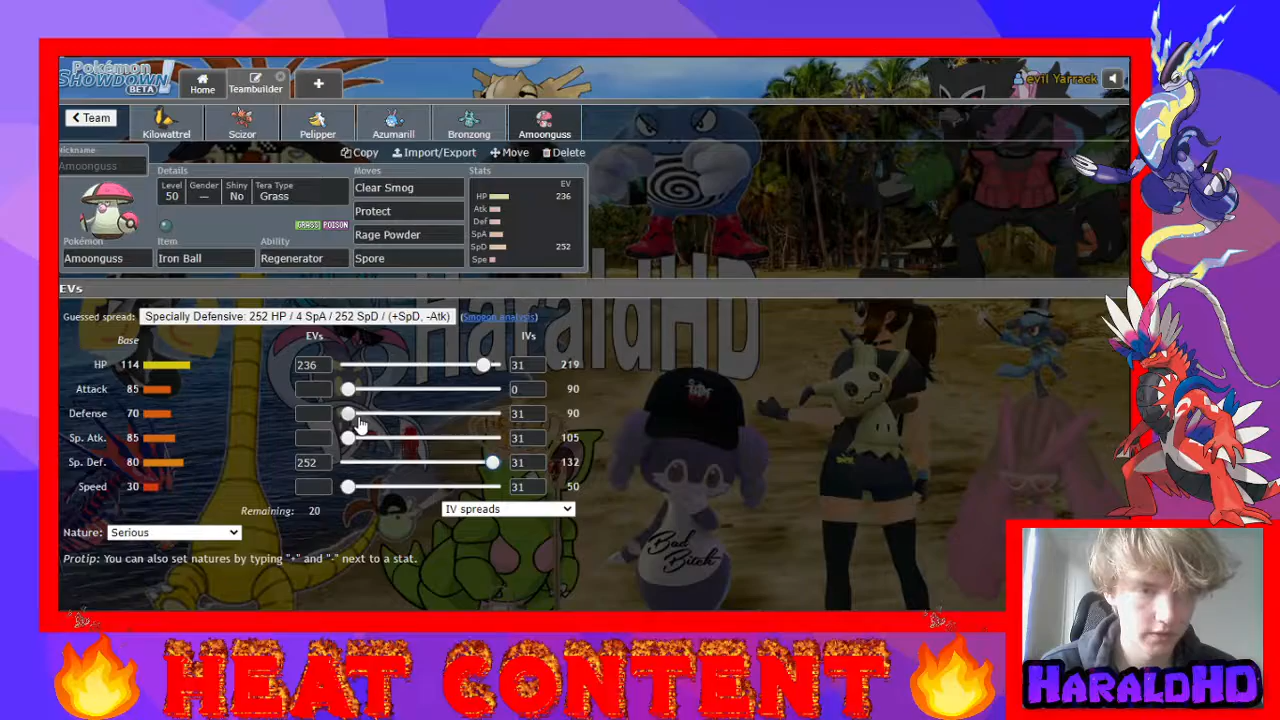 Pokémon
SHOWDOWN!
BETA
Home
Teambuilder
+
evil Yarrack
< Team
Kilowattrel
Scizor
Pelipper
Azumarill
Bronzong
Amoonguss
Nickname
Amoonguss
Copy
Import/Export
Move
Delete
Details
Level
50
Gender
—
Shiny
No
Tera Type
Grass
GRASS POISON
Pokémon
Amoonguss
Item
Iron Ball
Ability
Regenerator
Moves
Clear Smog
Protect
Rage Powder
Spore
Stats
EV
HP 236
Atk
Def
SpA
SpD 252
Spe
EVs
Guessed spread: Specially Defensive: 252 HP / 4 SpA / 252 SpD / (+SpD, -Atk) (Smogon analysis)
Base EVs IVs
HP 114 236 31 219
Attack 85 0 90
Defense 70 31 90
Sp. Atk. 85 31 105
Sp. Def. 80 252 31 132
Speed 30 31 50
Remaining: 20
IV spreads
Nature: Serious
Protip: You can also set natures by typing "+" and "-" next to a stat.
HaraldHD
Bad
Bitch
HEAT CONTENT
HARALDHD